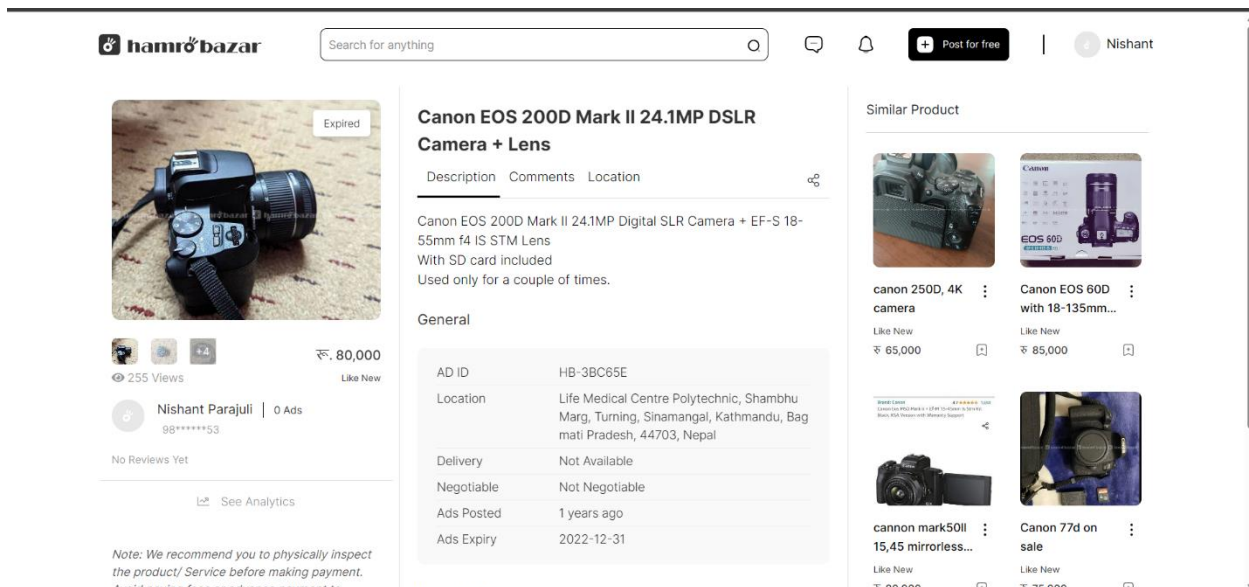 hamrobazar
Search for anything
Post for free
Nishant
Expired
रू. 80,000
+4
255 Views
Like New
Nishant Parajuli | 0 Ads
98******53
No Reviews Yet
See Analytics
Note: We recommend you to physically inspect
the product/ Service before making payment.
Canon EOS 200D Mark II 24.1MP DSLR
Camera + Lens
Description Comments Location
Canon EOS 200D Mark II 24.1MP Digital SLR Camera + EF-S 18-
55mm f4 IS STM Lens
With SD card included
Used only for a couple of times.
General
AD ID HB-3BC65E
Location Life Medical Centre Polytechnic, Shambhu
Marg, Turning, Sinamangal, Kathmandu, Bag
mati Pradesh, 44703, Nepal
Delivery Not Available
Negotiable Not Negotiable
Ads Posted 1 years ago
Ads Expiry 2022-12-31
Similar Product
canon 250D, 4K
camera
Like New
रु 65,000
Canon
EOS 60D
Canon EOS 60D
with 18-135mm...
Like New
रु 85,000
cannon mark50II
15,45 mirrorless...
Like New
Canon 77d on
sale
Like New